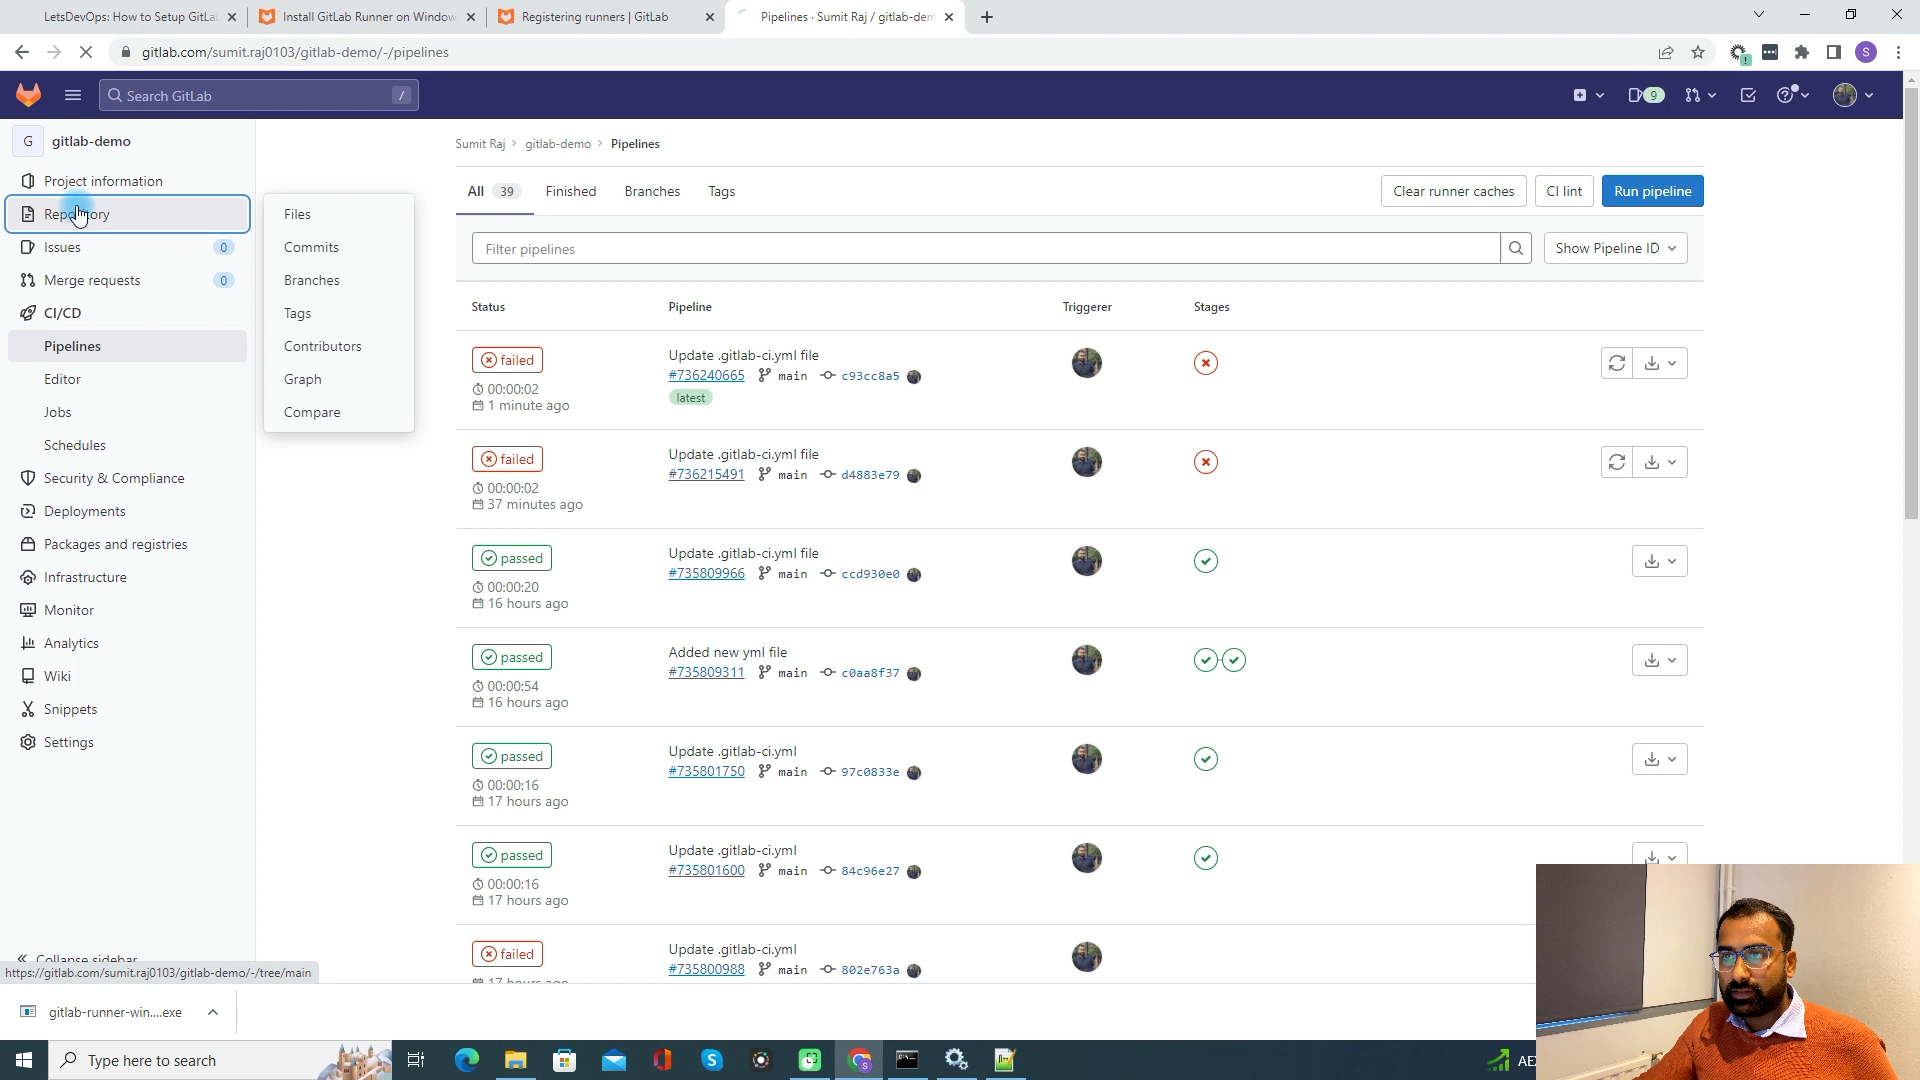 LetsDevOps: How to Setup GitLa
Install GitLab Runner on Window
Registering runners | GitLab
Pipelines · Sumit Raj / gitlab-dem
gitlab.com/sumit.raj0103/gitlab-demo/-/pipelines
S
Search GitLab
/
9
G
gitlab-demo
Project information
Repository
Issues
0
Merge requests
0
CI/CD
Pipelines
Editor
Jobs
Schedules
Security & Compliance
Deployments
Packages and registries
Infrastructure
Monitor
Analytics
Wiki
Snippets
Settings
Collapse sidebar
Files
Commits
Branches
Tags
Contributors
Graph
Compare
Sumit Raj > gitlab-demo > Pipelines
All 39
Finished
Branches
Tags
Clear runner caches
CI lint
Run pipeline
Filter pipelines
Show Pipeline ID
Status
Pipeline
Triggerer
Stages
failed
00:00:02
1 minute ago
Update .gitlab-ci.yml file
#736240665 main c93cc8a5
latest
failed
00:00:02
37 minutes ago
Update .gitlab-ci.yml file
#736215491 main d4883e79
passed
00:00:20
16 hours ago
Update .gitlab-ci.yml file
#735809966 main ccd930e0
passed
00:00:54
16 hours ago
Added new yml file
#735809311 main c0aa8f37
passed
00:00:16
17 hours ago
Update .gitlab-ci.yml
#735801750 main 97c0833e
passed
00:00:16
17 hours ago
Update .gitlab-ci.yml
#735801600 main 84c96e27
failed
17 hours ago
Update .gitlab-ci.yml
#735800988 main 802e763a
https://gitlab.com/sumit.raj0103/gitlab-demo/-/tree/main
gitlab-runner-win....exe
Type here to search